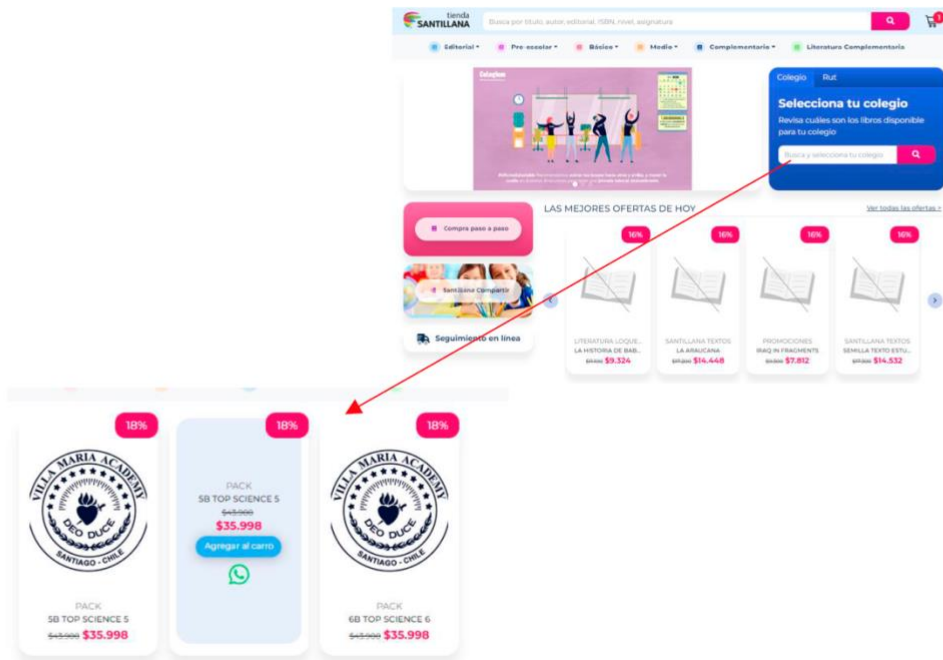 tienda
SANTILLANA
Busca por título, autor, editorial, ISBN, nivel, asignatura
1
Editorial
Pre-escolar
Básico
Medio
Complementario
Literatura Complementaria
Colegium
Colegio
Rut
Selecciona tu colegio
Revisa cuáles son los libros disponible
para tu colegio
Busca y selecciona tu colegio
LAS MEJORES OFERTAS DE HOY
Ver todas las ofertas >
Compra paso a paso
Santillana Compartir
Seguimiento en línea
16%
16%
16%
16%
LITERATURA LOQUE...
LA HISTORIA DE BAB...
$9.324
SANTILLANA TEXTOS
LA ARAUCANA
$14.448
PROMOCIONES
IRAQ IN FRAGMENTS
$7.812
SANTILLANA TEXTOS
SEMILLA TEXTO ESTU...
$14.532
18%
18%
18%
VILLA MARIA ACADEMY
DEO DUCE
SANTIAGO - CHILE
PACK
5B TOP SCIENCE 5
$43.900 $35.998
PACK
5B TOP SCIENCE 5
$43.900
$35.998
Agregar al carro
VILLA MARIA ACADEMY
DEO DUCE
SANTIAGO - CHILE
PACK
6B TOP SCIENCE 6
$43.900 $35.998